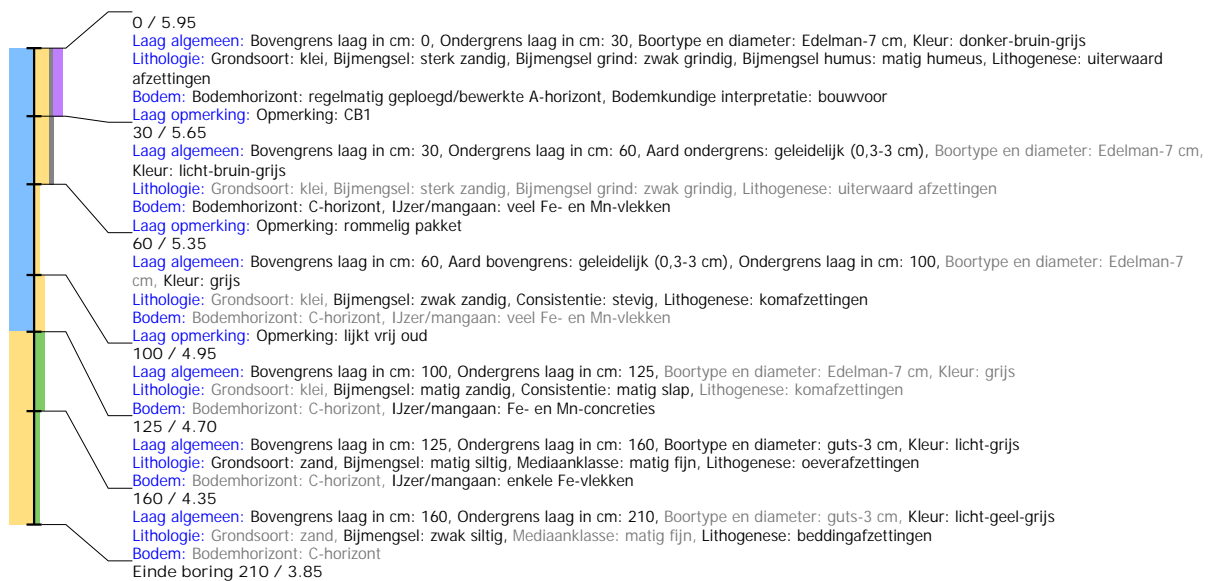 0 / 5.95
Laag algemeen: Bovengrens laag in cm: 0, Ondergrens laag in cm: 30, Boortype en diameter: Edelman-7 cm, Kleur: donker-bruin-grijs
Lithologie: Grondsoort: klei, Bijmengsel: sterk zandig, Bijmengsel grind: zwak grindig, Bijmengsel humus: matig humeus, Lithogenese: uiterwaard
afzettingen
Bodem: Bodemhorizont: regelmatig geploegd/bewerkte A-horizont, Bodemkundige interpretatie: bouwvoor
Laag opmerking: Opmerking: CB1
30 / 5.65
Laag algemeen: Bovengrens laag in cm: 30, Ondergrens laag in cm: 60, Aard ondergrens: geleidelijk (0,3-3 cm), Boortype en diameter: Edelman-7 cm,
Kleur: licht-bruin-grijs
Lithologie: Grondsoort: klei, Bijmengsel: sterk zandig, Bijmengsel grind: zwak grindig, Lithogenese: uiterwaard afzettingen
Bodem: Bodemhorizont: C-horizont, IJzer/mangaan: veel Fe- en Mn-vlekken
Laag opmerking: Opmerking: rommelig pakket
60 / 5.35
Laag algemeen: Bovengrens laag in cm: 60, Aard bovengrens: geleidelijk (0,3-3 cm), Ondergrens laag in cm: 100, Boortype en diameter: Edelman-7
cm, Kleur: grijs
Lithologie: Grondsoort: klei, Bijmengsel: zwak zandig, Consistentie: stevig, Lithogenese: komafzettingen
Bodem: Bodemhorizont: C-horizont, IJzer/mangaan: veel Fe- en Mn-vlekken
Laag opmerking: Opmerking: lijkt vrij oud
100 / 4.95
Laag algemeen: Bovengrens laag in cm: 100, Ondergrens laag in cm: 125, Boortype en diameter: Edelman-7 cm, Kleur: grijs
Lithologie: Grondsoort: klei, Bijmengsel: matig zandig, Consistentie: matig slap, Lithogenese: komafzettingen
Bodem: Bodemhorizont: C-horizont, IJzer/mangaan: Fe- en Mn-concreties
125 / 4.70
Laag algemeen: Bovengrens laag in cm: 125, Ondergrens laag in cm: 160, Boortype en diameter: guts-3 cm, Kleur: licht-grijs
Lithologie: Grondsoort: zand, Bijmengsel: matig siltig, Mediaanklasse: matig fijn, Lithogenese: oeverafzettingen
Bodem: Bodemhorizont: C-horizont, IJzer/mangaan: enkele Fe-vlekken
160 / 4.35
Laag algemeen: Bovengrens laag in cm: 160, Ondergrens laag in cm: 210, Boortype en diameter: guts-3 cm, Kleur: licht-geel-grijs
Lithologie: Grondsoort: zand, Bijmengsel: zwak siltig, Mediaanklasse: matig fijn, Lithogenese: beddingafzettingen
Bodem: Bodemhorizont: C-horizont
Einde boring 210 / 3.85